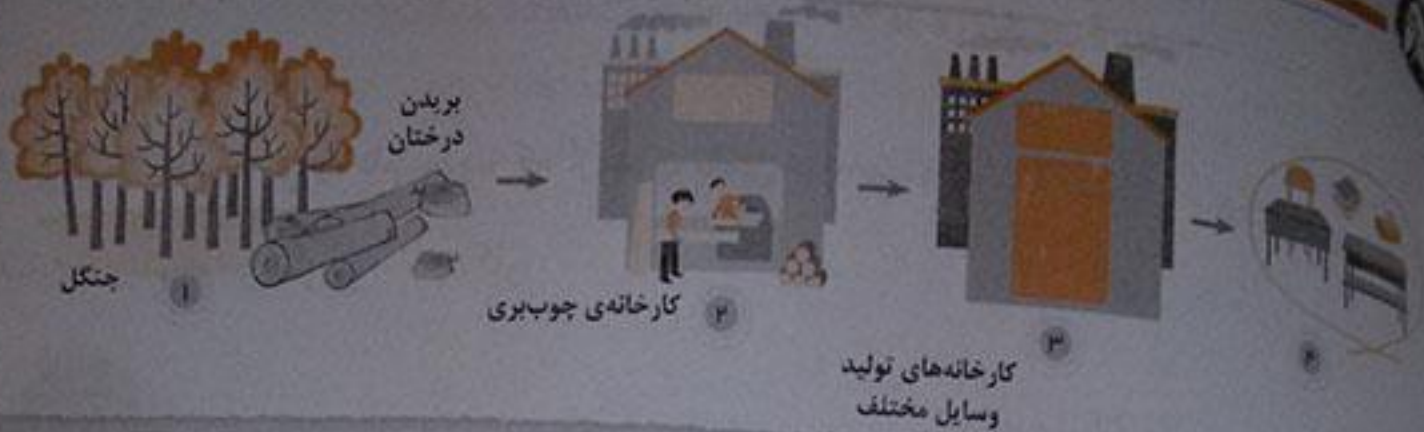 بریدن
درختان
جنگل
۱
کارخانه‌ی چوب‌بری
۲
کارخانه‌های تولید
وسایل مختلف
۳
۴